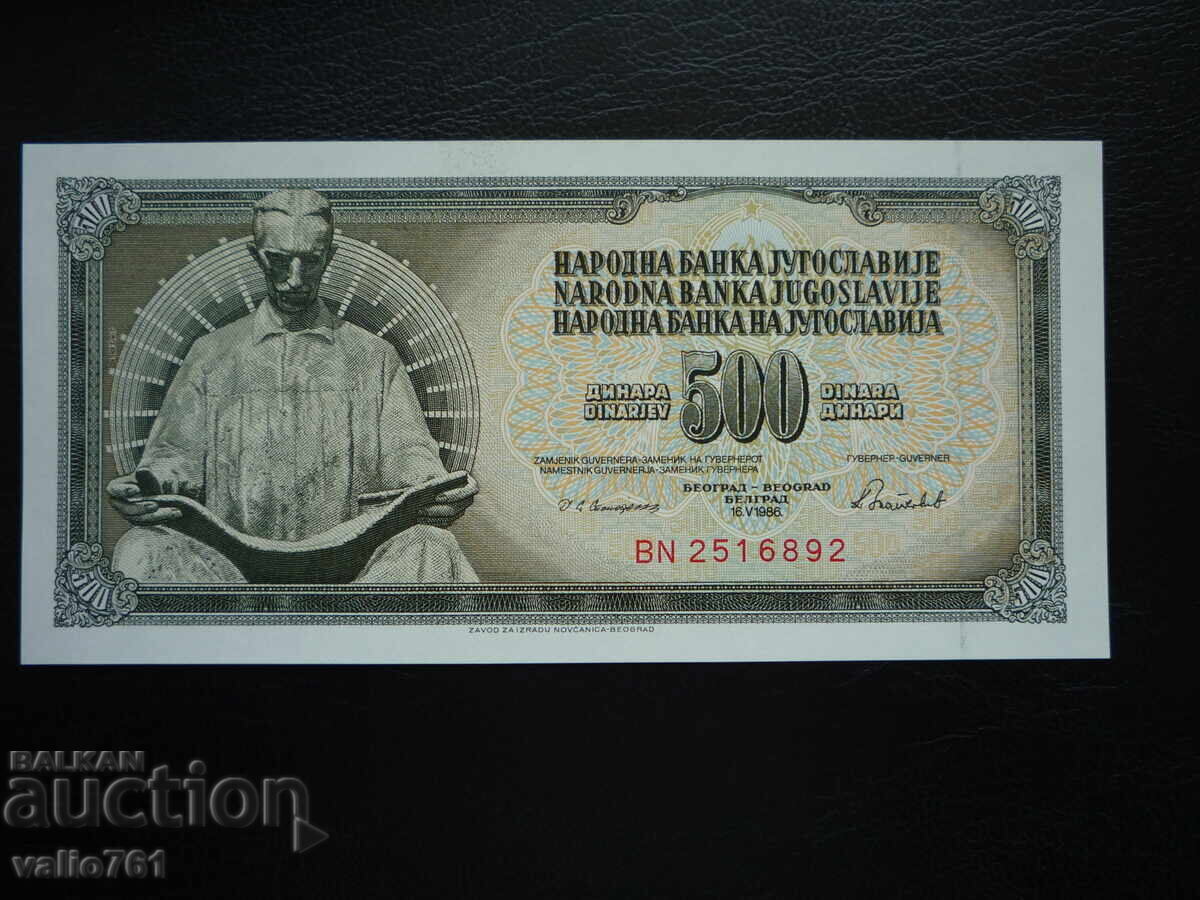 НАРОДНА БАНКА ЈУГОСЛАВИЈЕ
NARODNA BANKA JUGOSLAVIJE
НАРОДНА БАНКА НА ЈУГОСЛАВИЈА
ДИНАРА 500 DINARA
DINARJEV ДИНАРИ
ZAMJENIK GUVERNERA-ЗАМЕНИК НА ГУВЕРНЕРОТ ГУВЕРНЕР-GUVERNER
NAMESTNIK GUVERNERJA-ЗАМЕНИК ГУВЕРНЕРА
БЕОГРАД – BEOGRAD
БЕЛГРАД
16.V 1986.
BN 2516892
500
ZAVOD ZA IZRADU NOVČANICA-BEOGRAD
BALKAN
auction
valio761